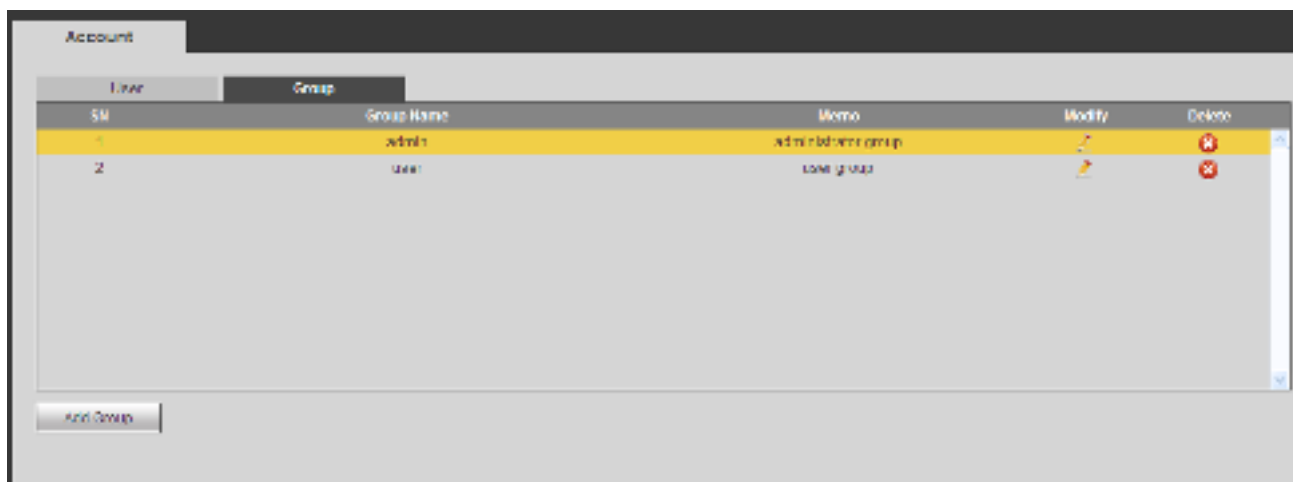 Account
User Group
SN Group Name Memo Modify Delete
1 admin administrator group
2 user user group
Add Group